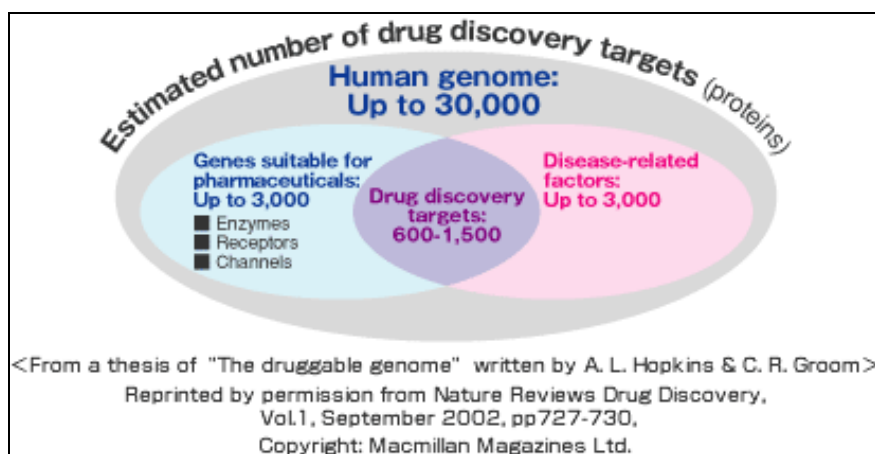 Estimated number of drug discovery targets (proteins)
Human genome:
Up to 30,000
Genes suitable for
pharmaceuticals:
Up to 3,000
■ Enzymes
■ Receptors
■ Channels
Drug discovery
targets:
600-1,500
Disease-related
factors:
Up to 3,000
<From a thesis of "The druggable genome" written by A. L. Hopkins & C. R. Groom>
Reprinted by permission from Nature Reviews Drug Discovery,
Vol.1, September 2002, pp727-730,
Copyright: Macmillan Magazines Ltd.